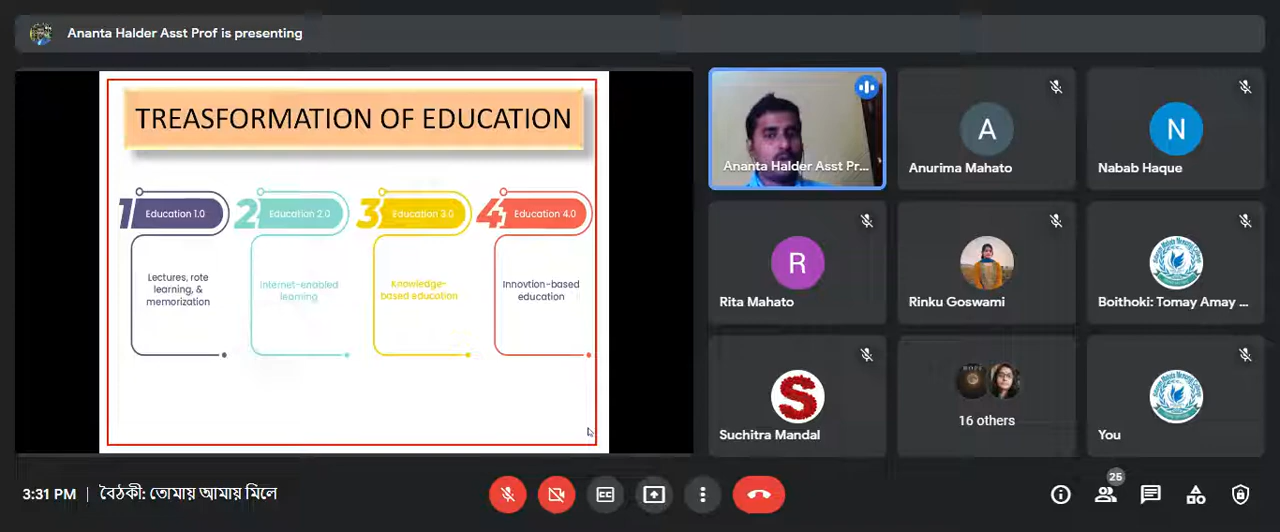 Ananta Halder Asst Prof is presenting
TREASFORMATION OF EDUCATION
1 Education 1.0
2 Education 2.0
3 Education 3.0
4 Education 4.0
Lectures, rote
learning, &
memorization
Internet-enabled
learning
Knowledge-
based education
Innovtion-based
education
Ananta Halder Asst Pr...
A
Anurima Mahato
N
Nabab Haque
R
Rita Mahato
Rinku Goswami
Boithoki: Tomay Amay ...
S
Suchitra Mandal
16 others
You
3:31 PM | বৈঠকী: তোমায় আমায় মিলে
CC
25